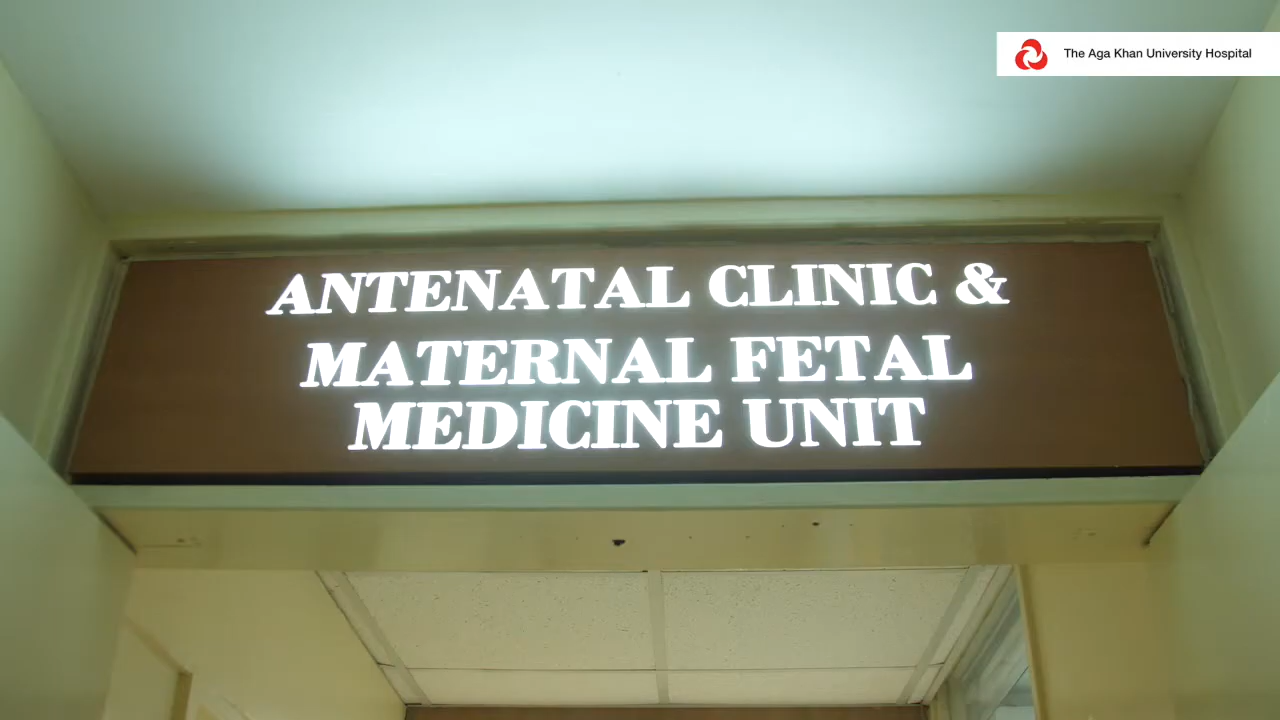 The Aga Khan University Hospital
ANTENATAL CLINIC &
MATERNAL FETAL
MEDICINE UNIT